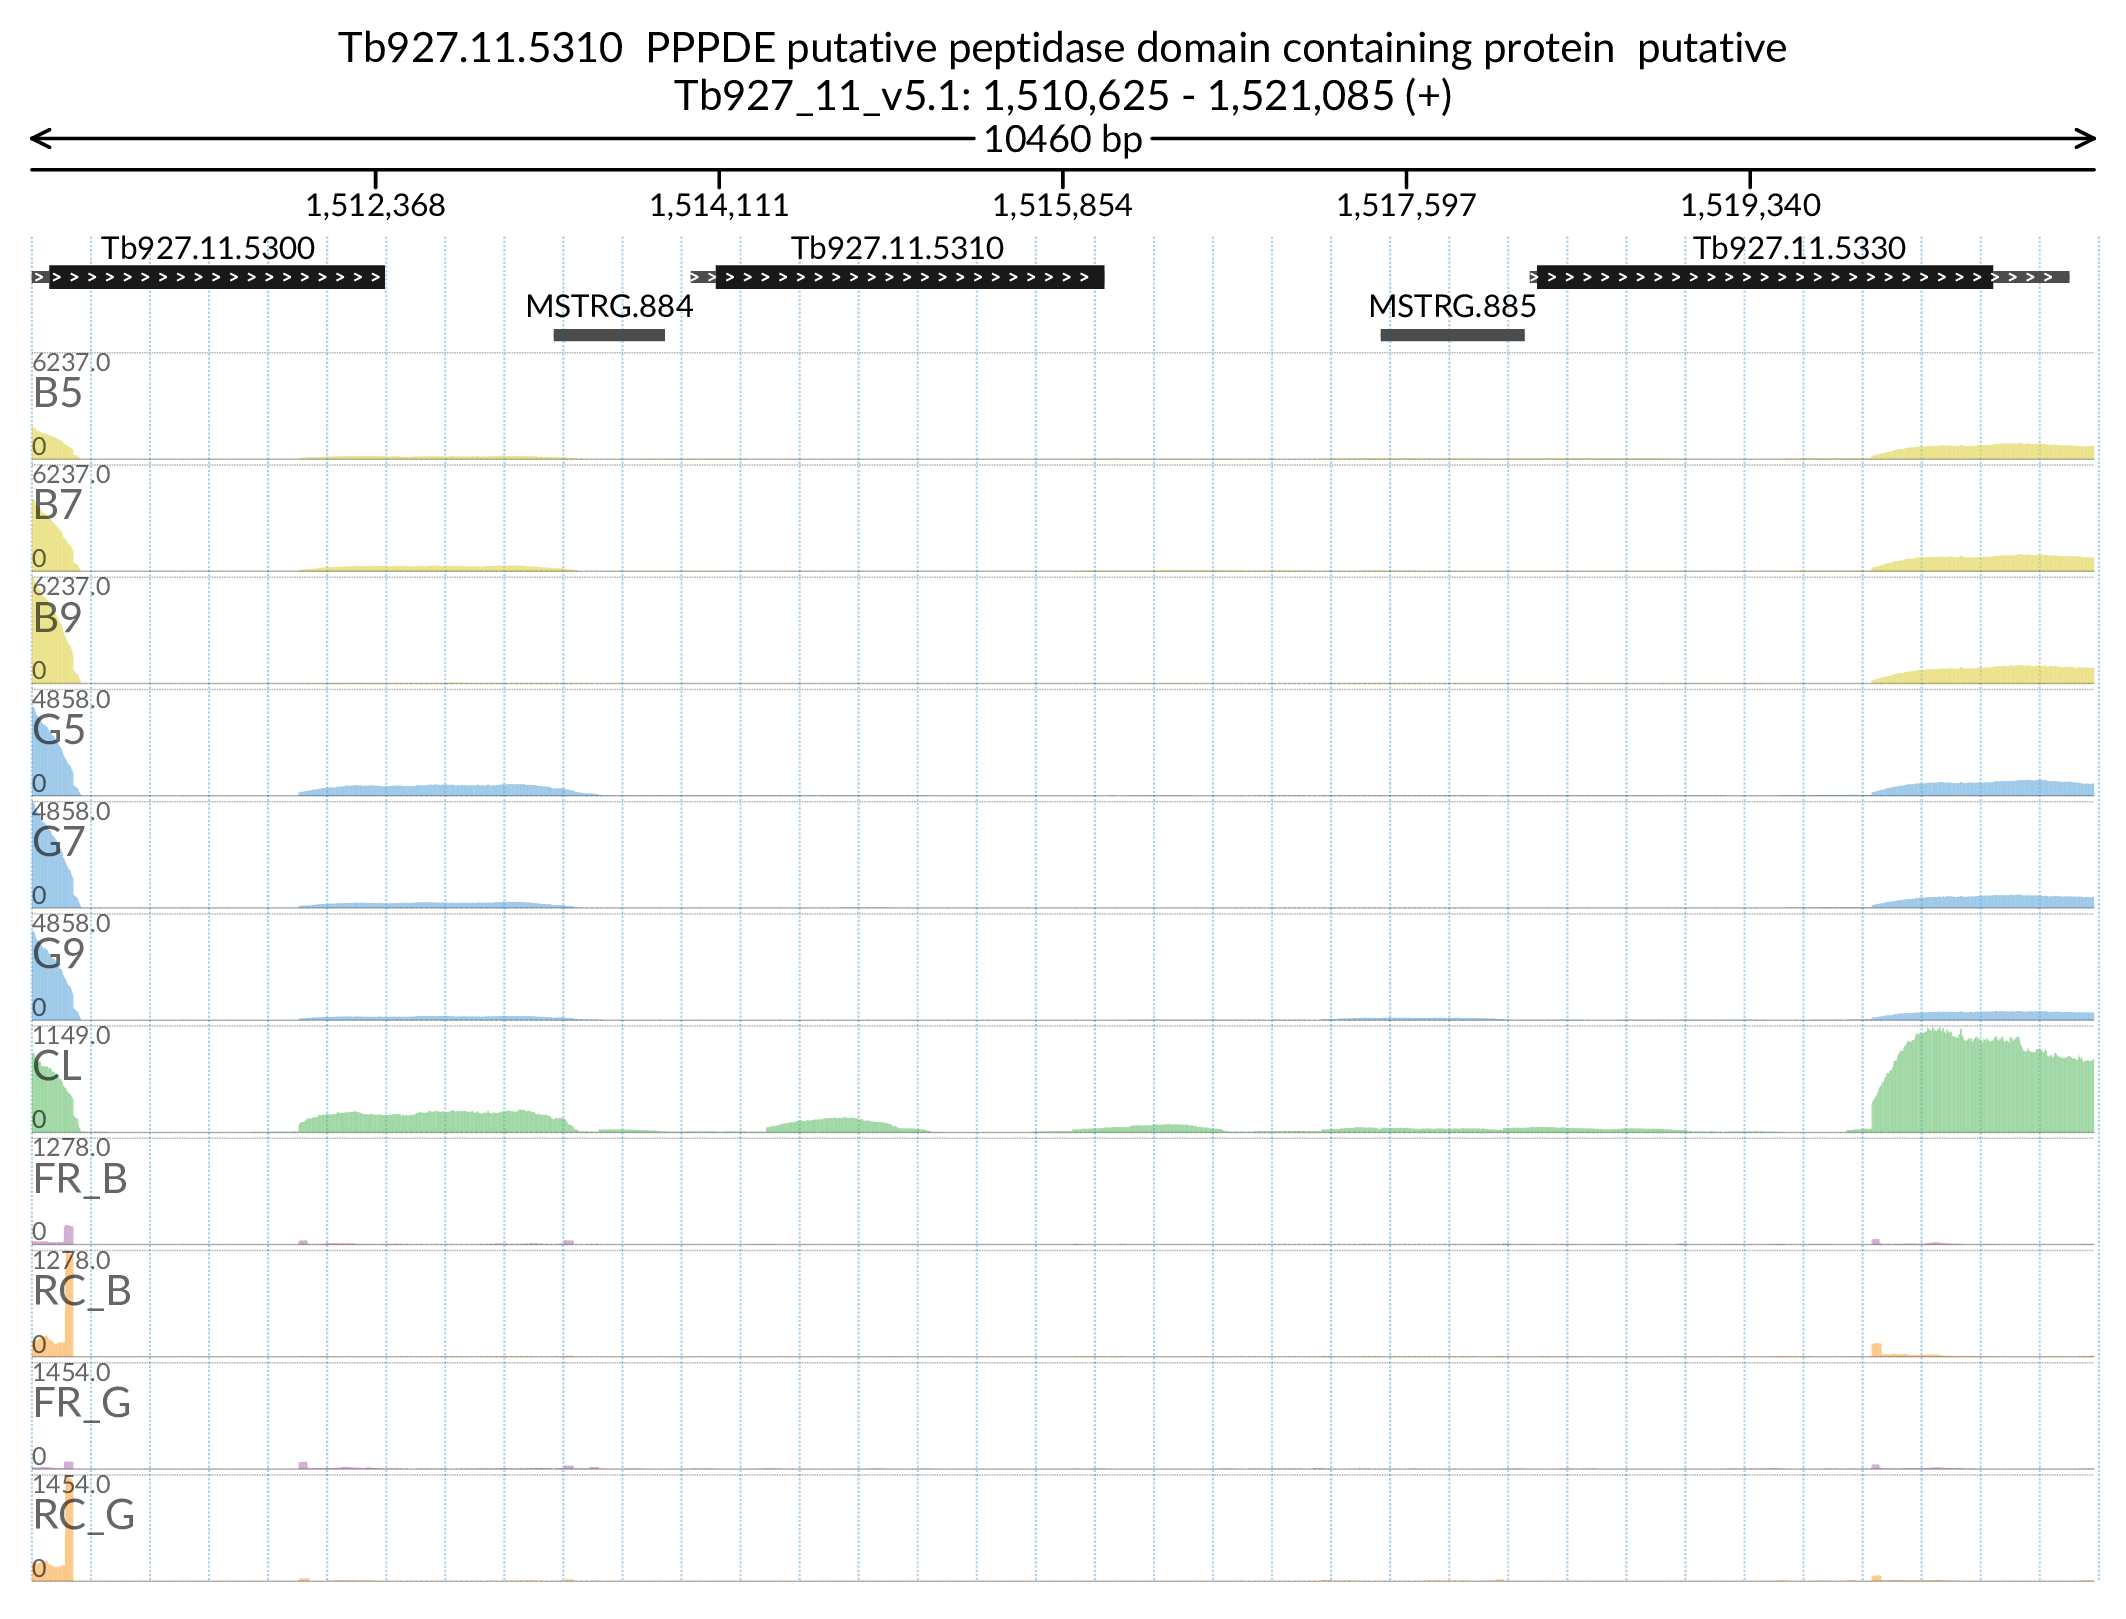 Tb927.11.5310  PPPDE putative peptidase domain containing protein  putative
Tb927_11_v5.1: 1,510,625 - 1,521,085 (+)
10460 bp
1,512,368 1,514,111 1,515,854 1,517,597 1,519,340
Tb927.11.5300 Tb927.11.5310 Tb927.11.5330
MSTRG.884 MSTRG.885
6237.0
B5
0
6237.0
B7
0
6237.0
B9
0
4858.0
G5
0
4858.0
G7
0
4858.0
G9
0
1149.0
CL
0
1278.0
FR_B
0
1278.0
RC_B
0
1454.0
FR_G
0
1454.0
RC_G
0